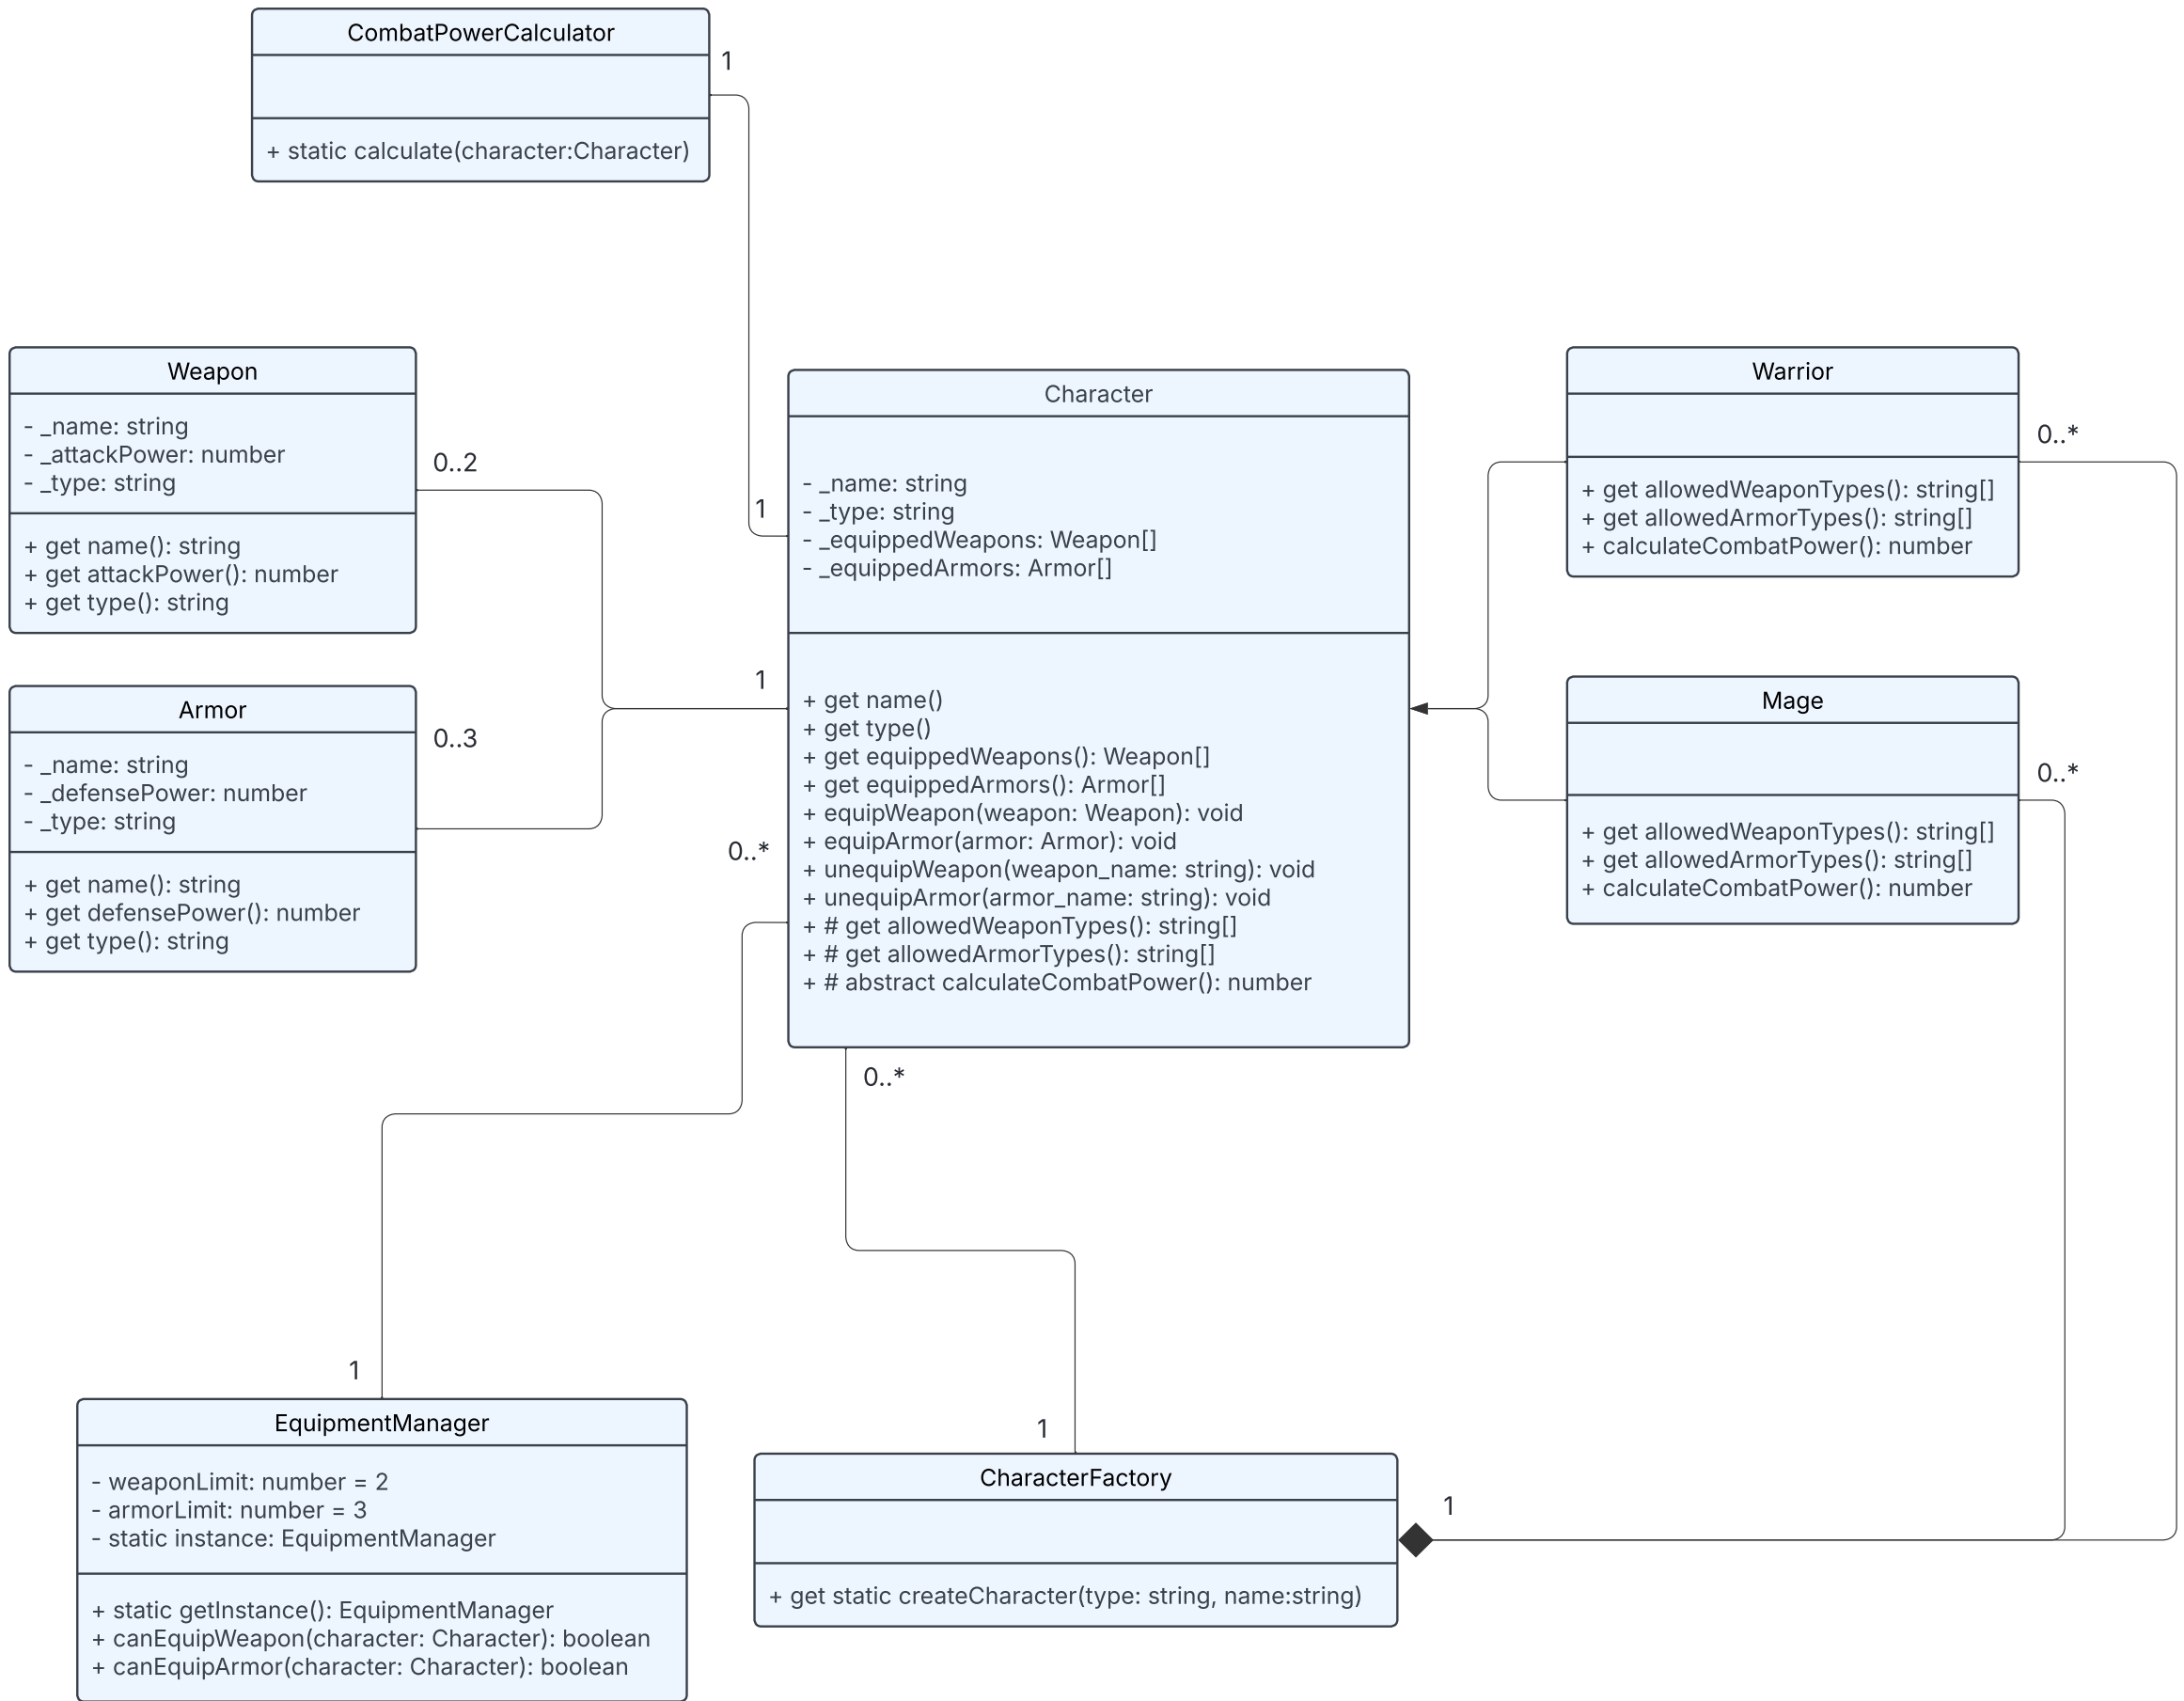 CombatPowerCalculator
1
+ static calculate(character:Character)
Weapon
- _name: string
- _attackPower: number
- _type: string
+ get name(): string
+ get attackPower(): number
+ get type(): string
0..2
Armor
- _name: string
- _defensePower: number
- _type: string
+ get name(): string
+ get defensePower(): number
+ get type(): string
0..3
1
1
0..*
Character
- _name: string
- _type: string
- _equippedWeapons: Weapon[]
- _equippedArmors: Armor[]
+ get name()
+ get type()
+ get equippedWeapons(): Weapon[]
+ get equippedArmors(): Armor[]
+ equipWeapon(weapon: Weapon): void
+ equipArmor(armor: Armor): void
+ unequipWeapon(weapon_name: string): void
+ unequipArmor(armor_name: string): void
+ # get allowedWeaponTypes(): string[]
+ # get allowedArmorTypes(): string[]
+ # abstract calculateCombatPower(): number
0..*
Warrior
+ get allowedWeaponTypes(): string[]
+ get allowedArmorTypes(): string[]
+ calculateCombatPower(): number
0..*
Mage
+ get allowedWeaponTypes(): string[]
+ get allowedArmorTypes(): string[]
+ calculateCombatPower(): number
0..*
1
EquipmentManager
- weaponLimit: number = 2
- armorLimit: number = 3
- static instance: EquipmentManager
+ static getInstance(): EquipmentManager
+ canEquipWeapon(character: Character): boolean
+ canEquipArmor(character: Character): boolean
1
CharacterFactory
1
+ get static createCharacter(type: string, name:string)